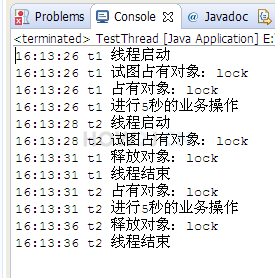 Problems Console Javadoc
<terminated> TestThread [Java Application] E:
16:13:26 t1 线程启动
16:13:26 t1 试图占有对象: lock
16:13:26 t1 占有对象: lock
16:13:26 t1 进行5秒的业务操作
16:13:28 t2 线程启动
16:13:28 t2 试图占有对象: lock
16:13:31 t1 释放对象: lock
16:13:31 t1 线程结束
16:13:31 t2 占有对象: lock
16:13:31 t2 进行5秒的业务操作
16:13:36 t2 释放对象: lock
16:13:36 t2 线程结束